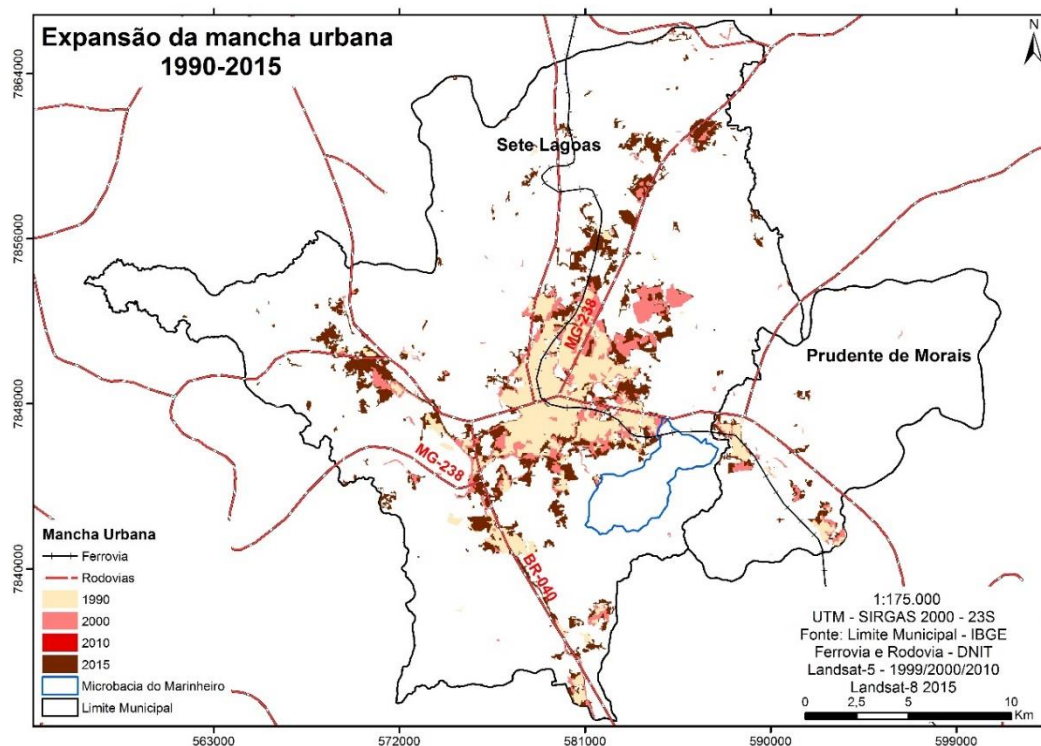 Expansão da mancha urbana
1990-2015
N
7864000
7856000
7848000
7840000
Sete Lagoas
Prudente de Morais
MG-238
MG-238
BR-040
Mancha Urbana
Ferrovia
Rodovias
1990
2000
2010
2015
Microbacia do Marinheiro
Limite Municipal
1:175.000
UTM - SIRGAS 2000 - 23S
Fonte: Limite Municipal - IBGE
Ferrovia e Rodovia - DNIT
Landsat-5 - 1999/2000/2010
Landsat-8 2015
0 2,5 5 10
Km
563000 572000 581000 590000 599000